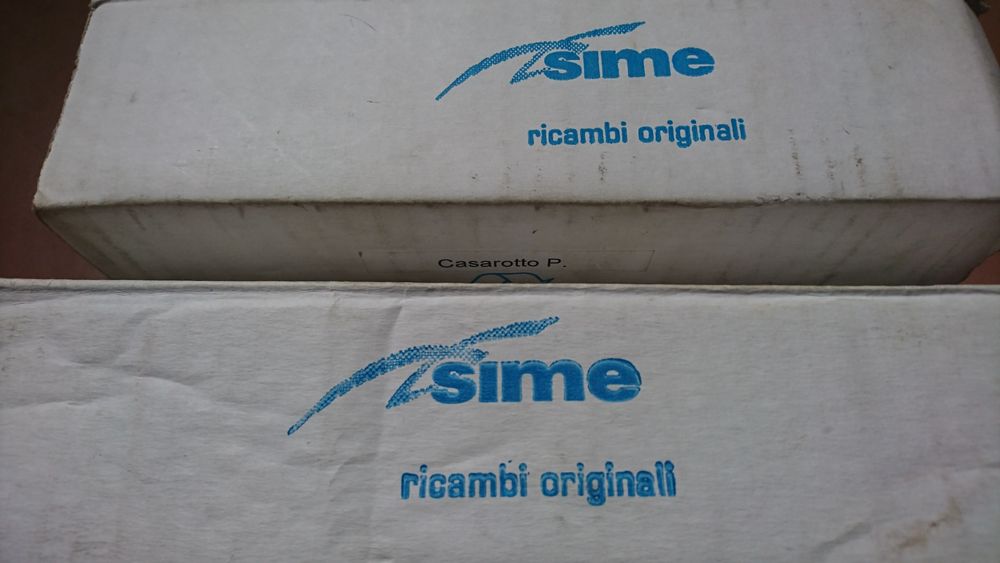 sime
ricambi originali
Casarotto P.
sime
ricambi originali